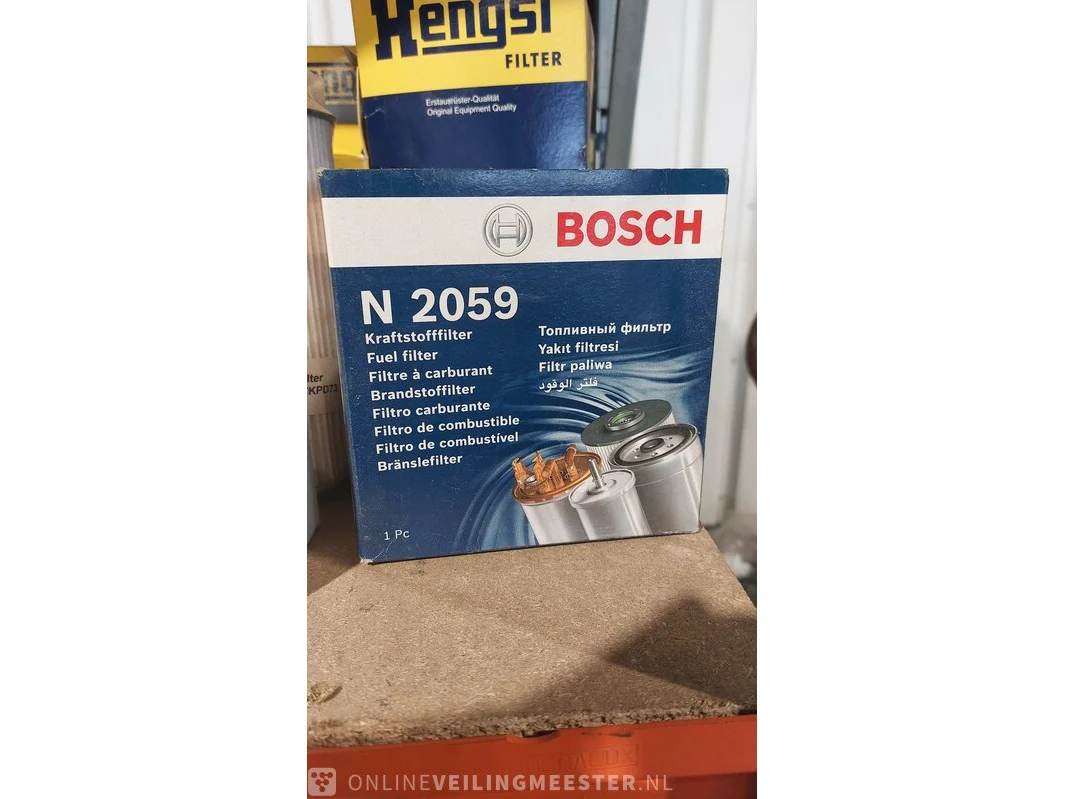 Hengst
FILTER
Erstausrüster-Qualität
Original Equipment Quality
BOSCH
N 2059
Kraftstofffilter
Fuel filter
Filtre à carburant
Brandstoffilter
Filtro carburante
Filtro de combustible
Filtro de combustível
Bränslefilter
Топливный фильтр
Yakıt filtresi
Filtr paliwa
فلتر الوقود
1 Pc
ONLINEVEILINGMEESTER.NL